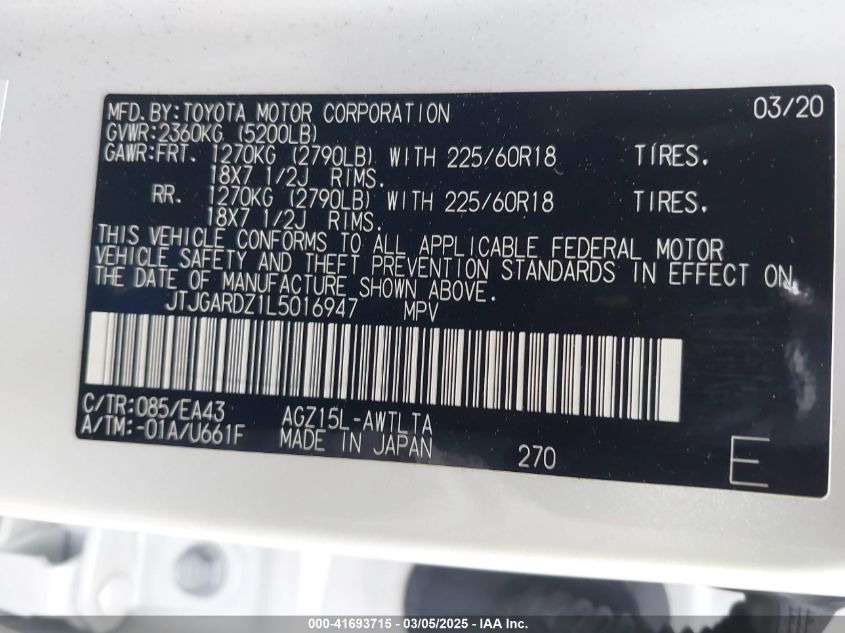 MFD.BY:TOYOTA MOTOR CORPORATION 03/20
GVWR:2360KG (5200LB)
GAWR:FRT. 1270KG (2790LB) WITH 225/60R18 TIRES.
18X7 1/2J RIMS.
RR. 1270KG (2790LB) WITH 225/60R18 TIRES.
18X7 1/2J RIMS.
THIS VEHICLE CONFORMS TO ALL APPLICABLE FEDERAL MOTOR
VEHICLE SAFETY AND THEFT PREVENTION STANDARDS IN EFFECT ON
THE DATE OF MANUFACTURE SHOWN ABOVE.
JTJGARDZ1L5016947 MPV
C/TR:085/EA43 AGZ15L-AWTLTA
A/TM:-01A/U661F MADE IN JAPAN 270 E
000-41693715 - 03/05/2025 - IAA Inc.